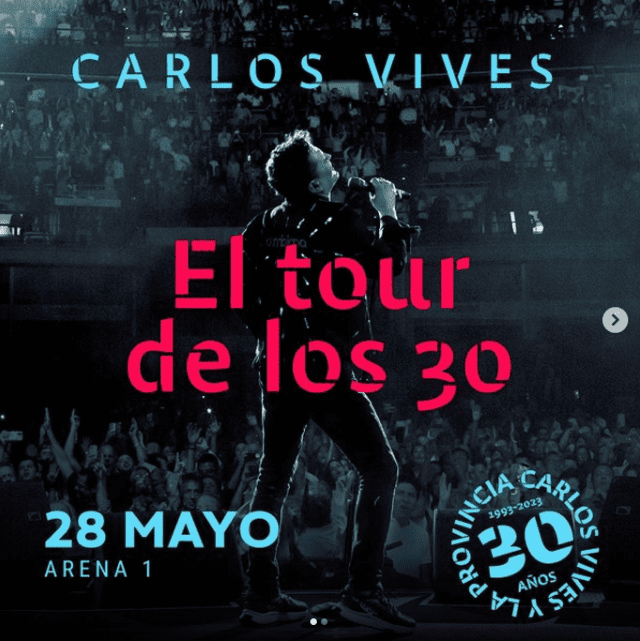 CARLOS VIVES
El tour
de los 30
28 MAYO
ARENA 1
LA PROVINCIA CARLOS VIVES Y
1993-2023
30
AÑOS